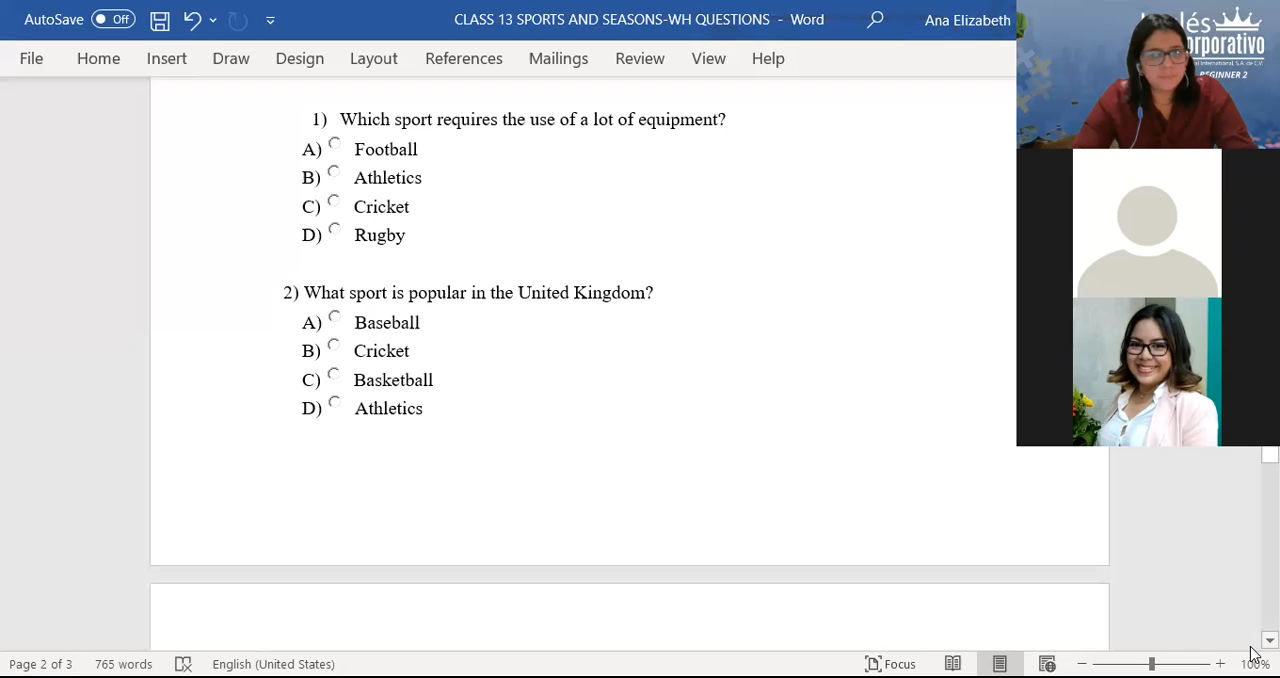 AutoSave Off CLASS 13 SPORTS AND SEASONS-WH QUESTIONS - Word Ana Elizabeth
File Home Insert Draw Design Layout References Mailings Review View Help
BEGINNER 2
1) Which sport requires the use of a lot of equipment?
A) Football
B) Athletics
C) Cricket
D) Rugby
2) What sport is popular in the United Kingdom?
A) Baseball
B) Cricket
C) Basketball
D) Athletics
Page 2 of 3 765 words English (United States) Focus 100%